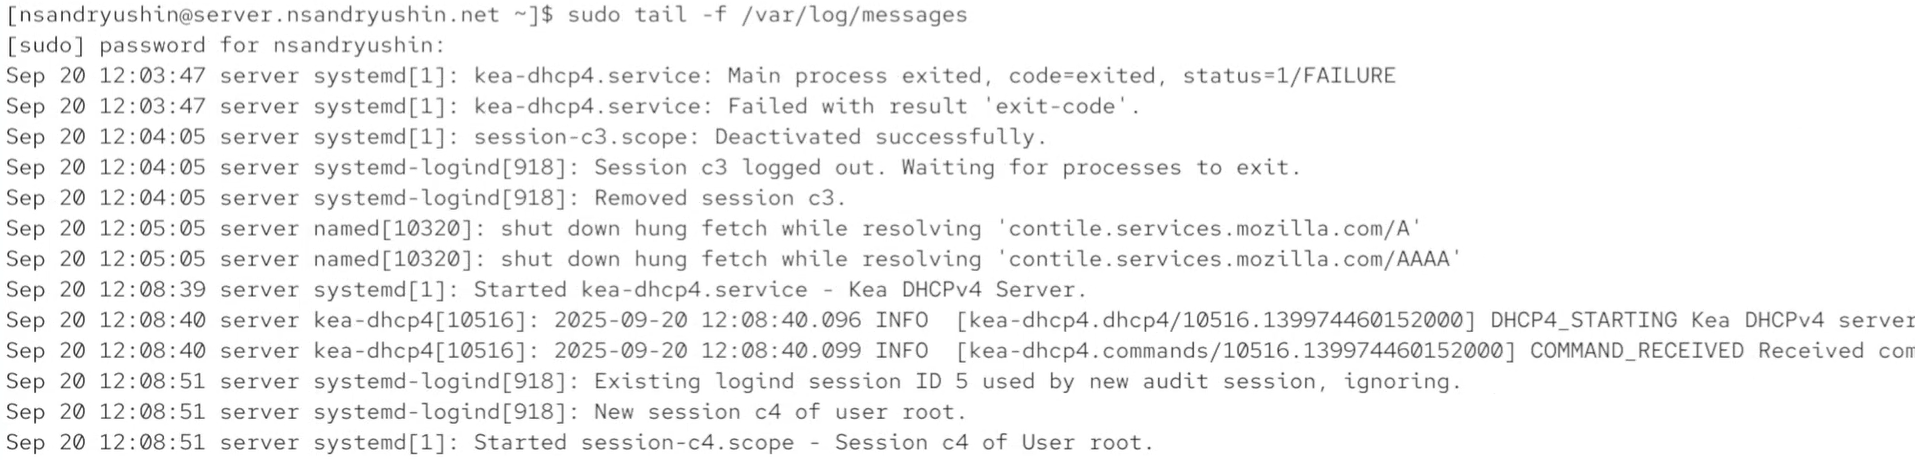 [nsandryushin@server.nsandryushin.net ~]$ sudo tail -f /var/log/messages
[sudo] password for nsandryushin:
Sep 20 12:03:47 server systemd[1]: kea-dhcp4.service: Main process exited, code=exited, status=1/FAILURE
Sep 20 12:03:47 server systemd[1]: kea-dhcp4.service: Failed with result 'exit-code'.
Sep 20 12:04:05 server systemd[1]: session-c3.scope: Deactivated successfully.
Sep 20 12:04:05 server systemd-logind[918]: Session c3 logged out. Waiting for processes to exit.
Sep 20 12:04:05 server systemd-logind[918]: Removed session c3.
Sep 20 12:05:05 server named[10320]: shut down hung fetch while resolving 'contile.services.mozilla.com/A'
Sep 20 12:05:05 server named[10320]: shut down hung fetch while resolving 'contile.services.mozilla.com/AAAA'
Sep 20 12:08:39 server systemd[1]: Started kea-dhcp4.service - Kea DHCPv4 Server.
Sep 20 12:08:40 server kea-dhcp4[10516]: 2025-09-20 12:08:40.096 INFO  [kea-dhcp4.dhcp4/10516.139974460152000] DHCP4_STARTING Kea DHCPv4 server
Sep 20 12:08:40 server kea-dhcp4[10516]: 2025-09-20 12:08:40.099 INFO  [kea-dhcp4.commands/10516.139974460152000] COMMAND_RECEIVED Received com
Sep 20 12:08:51 server systemd-logind[918]: Existing logind session ID 5 used by new audit session, ignoring.
Sep 20 12:08:51 server systemd-logind[918]: New session c4 of user root.
Sep 20 12:08:51 server systemd[1]: Started session-c4.scope - Session c4 of User root.